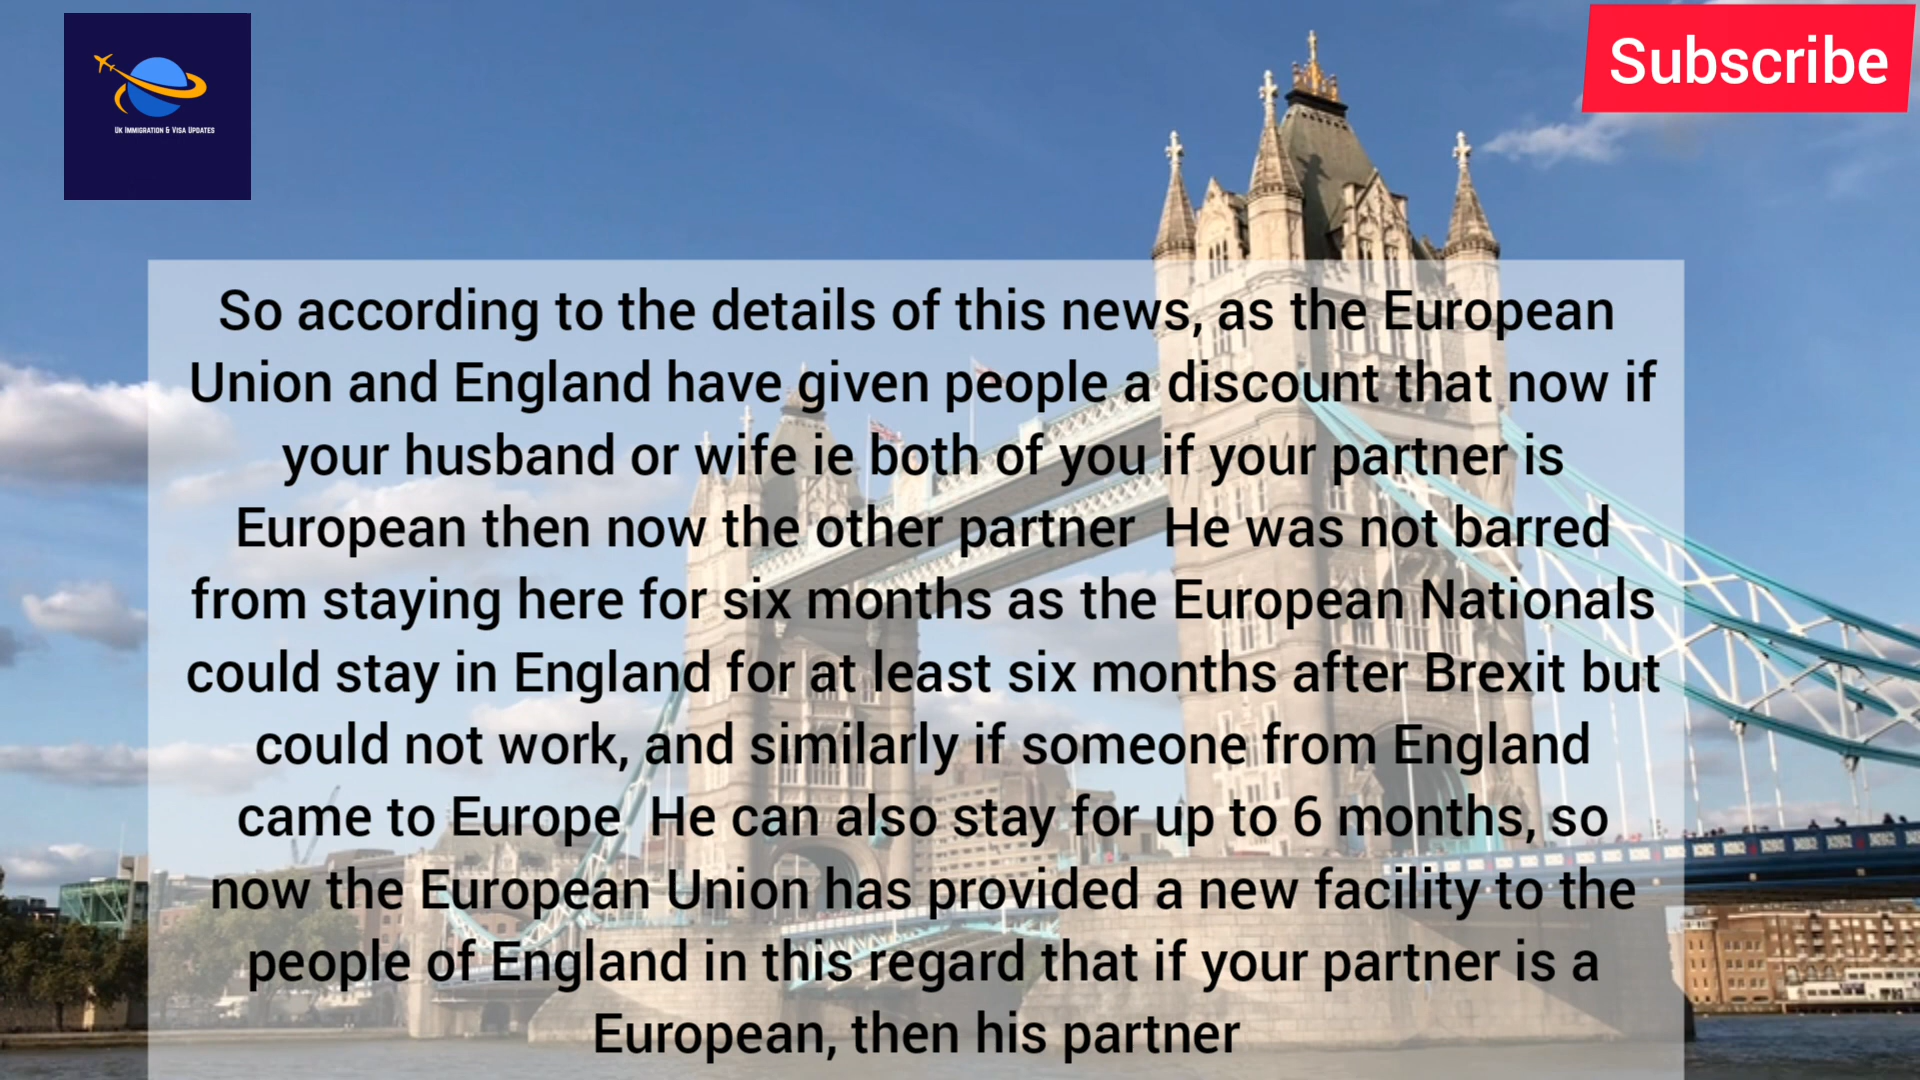 UK Immigration & Visa Updates
Subscribe
So according to the details of this news, as the European
Union and England have given people a discount that now if
your husband or wife ie both of you if your partner is
European then now the other partner He was not barred
from staying here for six months as the European Nationals
could stay in England for at least six months after Brexit but
could not work, and similarly if someone from England
came to Europe He can also stay for up to 6 months, so
now the European Union has provided a new facility to the
people of England in this regard that if your partner is a
European, then his partner